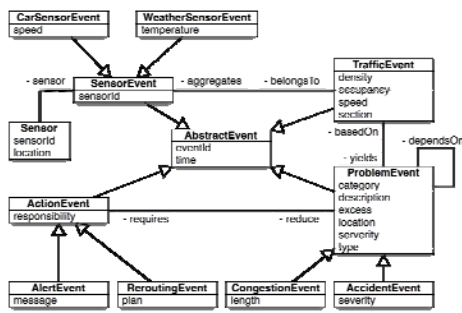 CarSensorEvent
speed
WeatherSensorEvent
temperature
- sensor
SensorEvent
sensorId
- aggregates
- belongsTo
TrafficEvent
density
occupancy
speed
section
Sensor
sensorId
location
AbstractEvent
eventId
time
- basedOn
- yields
- dependsOn
ActionEvent
responsibility
- requires
- reduce
ProblemEvent
category
description
excess
location
serverity
type
AlertEvent
message
ReroutingEvent
plan
CongestionEvent
length
AccidentEvent
severity